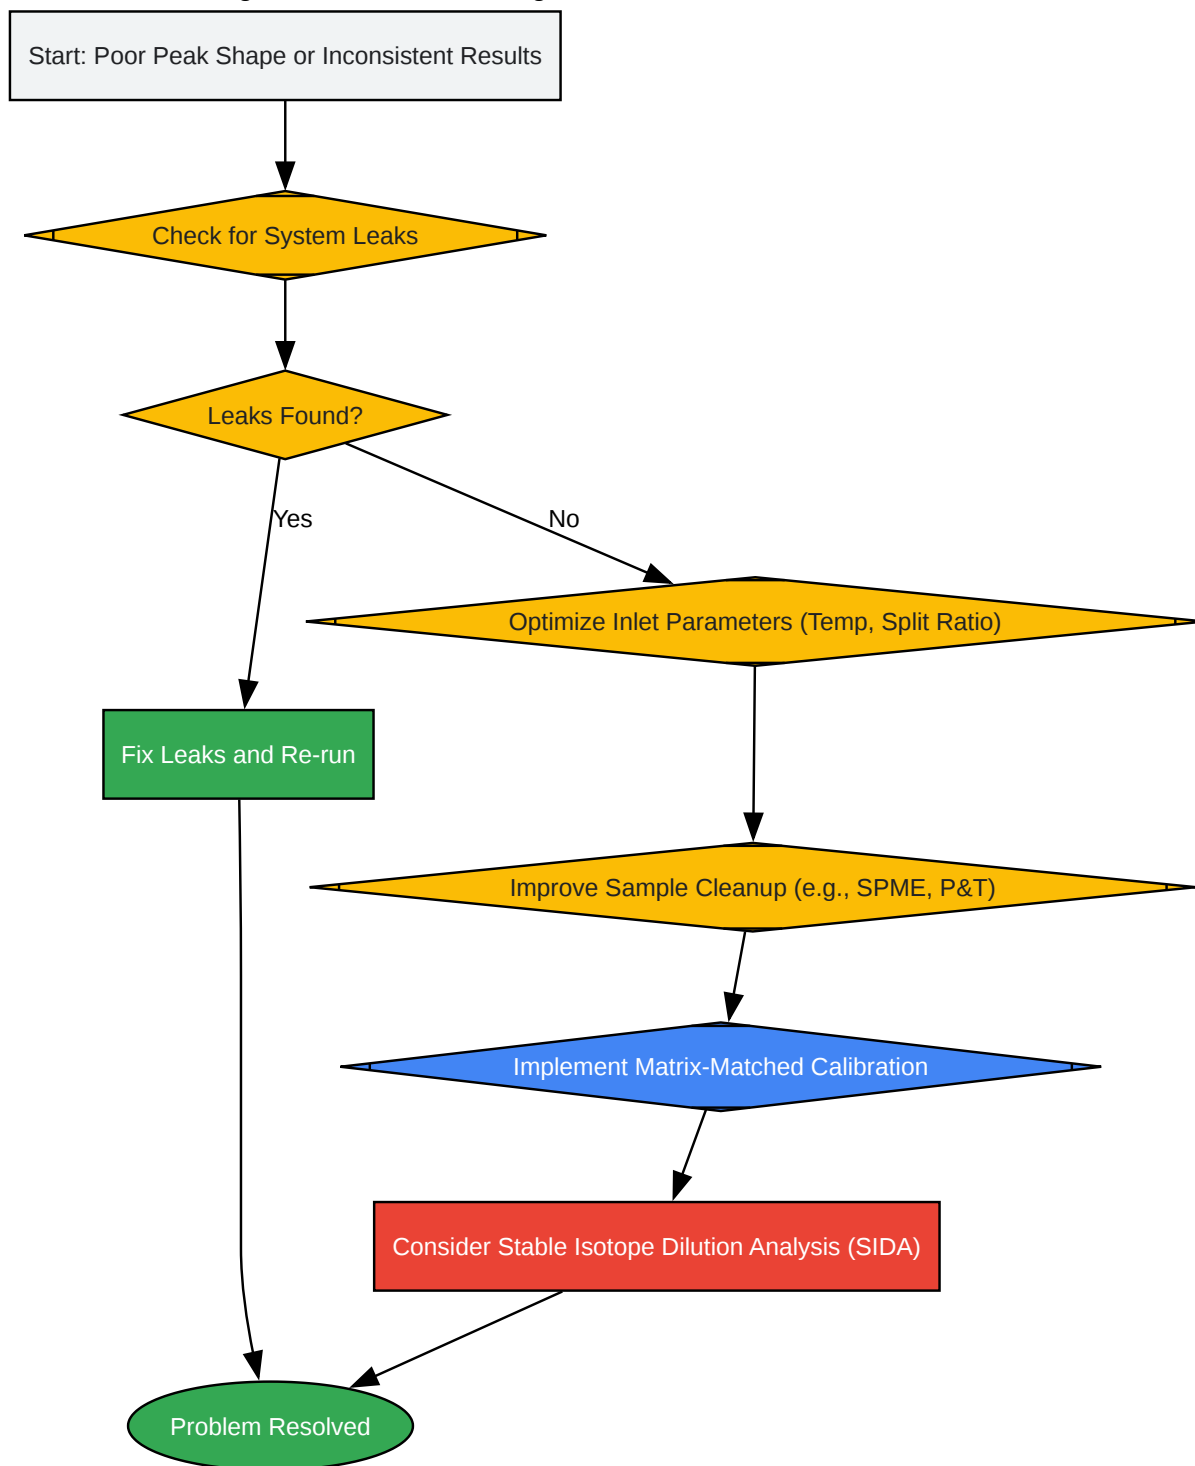 Start: Poor Peak Shape or Inconsistent Results
Check for System Leaks
Leaks Found?
Yes
No
Optimize Inlet Parameters (Temp, Split Ratio)
Fix Leaks and Re-run
Improve Sample Cleanup (e.g., SPME, P&T)
Implement Matrix-Matched Calibration
Consider Stable Isotope Dilution Analysis (SIDA)
Problem Resolved